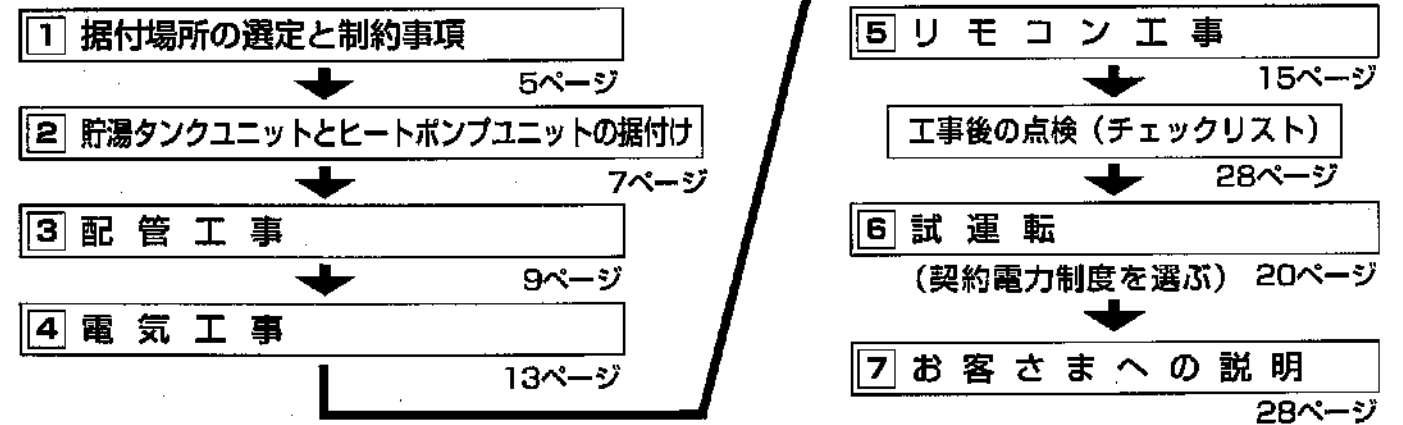 1 据付場所の選定と制約事項
5ページ
2 貯湯タンクユニットとヒートポンプユニットの据付け
7ページ
3 配管工事
9ページ
4 電気工事
13ページ
5 リモコン工事
15ページ
工事後の点検（チェックリスト）
28ページ
6 試運転
（契約電力制度を選ぶ） 20ページ
7 お客さまへの説明
28ページ